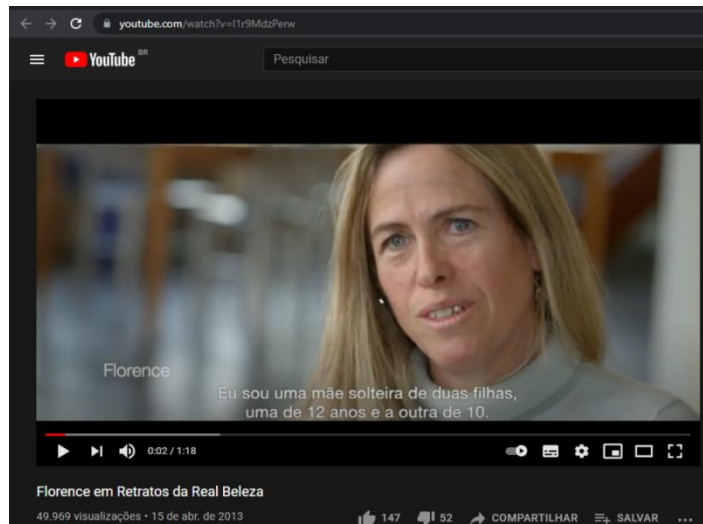 youtube.com/watch?v=I1r9MdzPerw
YouTube BR
Pesquisar
Florence
Eu sou uma mãe solteira de duas filhas,
uma de 12 anos e a outra de 10.
0:02 / 1:18
Florence em Retratos da Real Beleza
49.969 visualizações • 15 de abr. de 2013
147
52
COMPARTILHAR
SALVAR